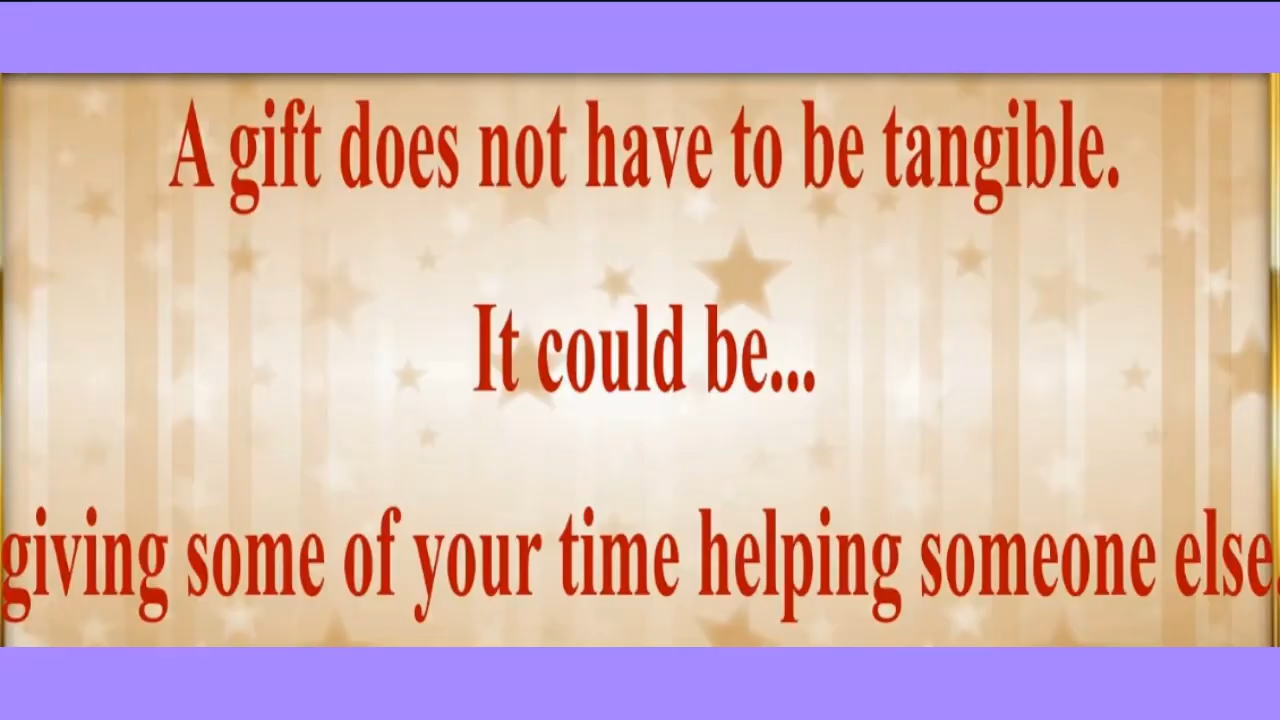 A gift does not have to be tangible.
It could be...
giving some of your time helping someone else.